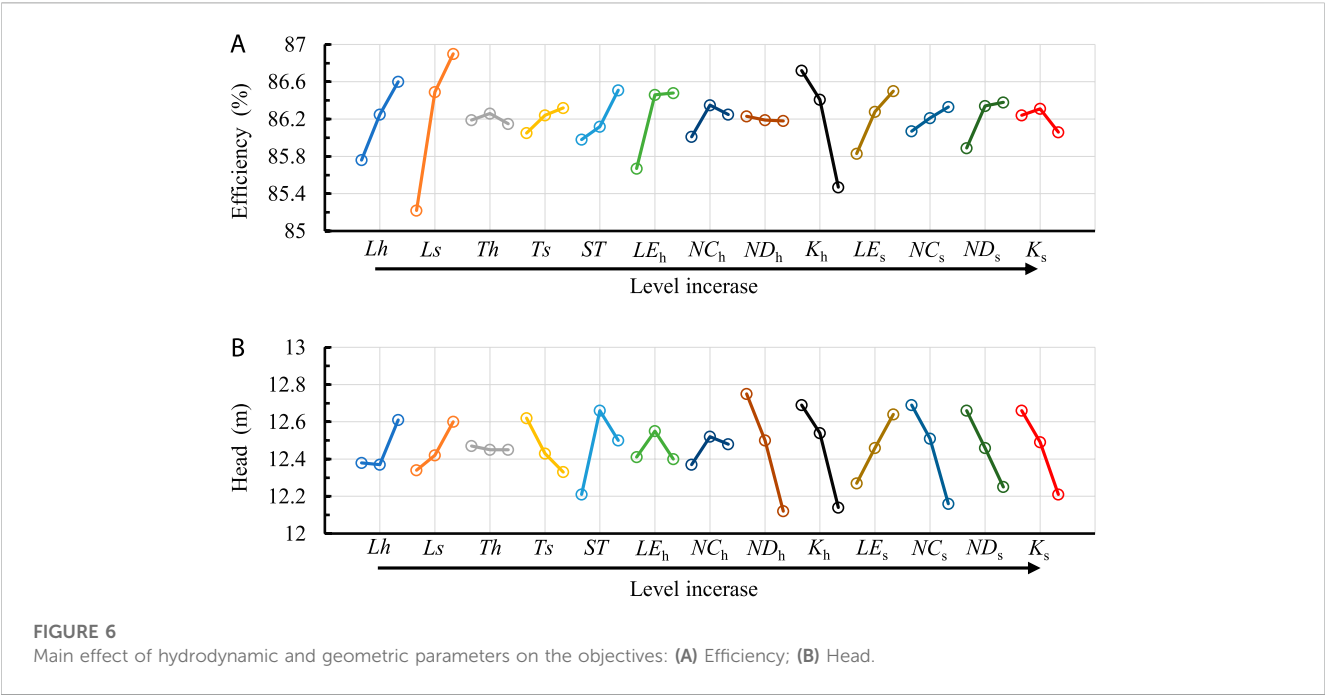 A
87
86.6
86.2
85.8
85.4
85
Efficiency (%)
Lh Ls Th Ts ST LEh NCh NDh Kh LEs NCs NDs Ks
Level incerase
B
13
12.8
12.6
12.4
12.2
12
Head (m)
Lh Ls Th Ts ST LEh NCh NDh Kh LEs NCs NDs Ks
Level incerase
FIGURE 6
Main effect of hydrodynamic and geometric parameters on the objectives: (A) Efficiency; (B) Head.